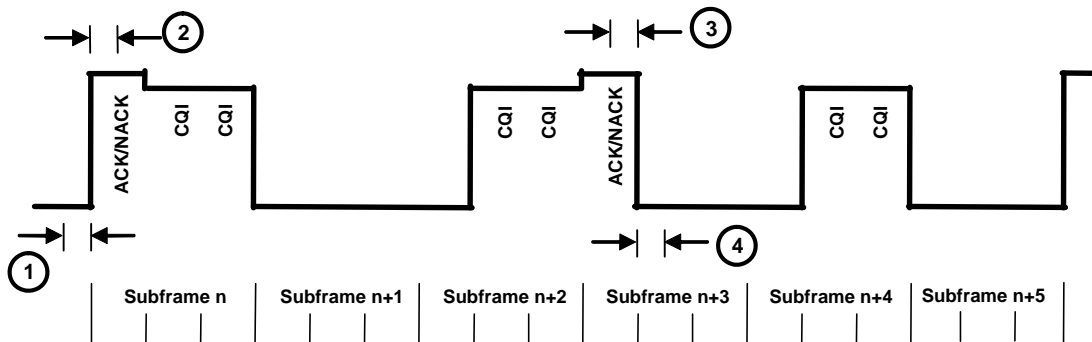 2
3
ACK/NACK
CQI
CQI
CQI
CQI
ACK/NACK
CQI
CQI
1
4
Subframe n
Subframe n+1
Subframe n+2
Subframe n+3
Subframe n+4
Subframe n+5